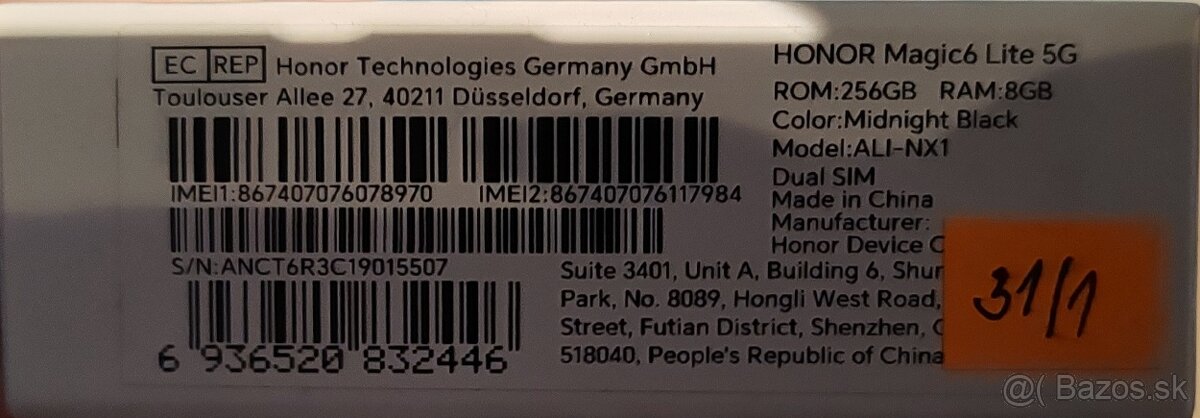 EC REP Honor Technologies Germany GmbH
Toulouser Allee 27, 40211 Düsseldorf, Germany
IMEI1:867407076078970 IMEI2:867407076117984
S/N:ANCT6R3C19015507
6 936520 832446
HONOR Magic6 Lite 5G
ROM:256GB RAM:8GB
Color:Midnight Black
Model:ALI-NX1
Dual SIM
Made in China
Manufacturer:
Honor Device C
Suite 3401, Unit A, Building 6, Shur
Park, No. 8089, Hongli West Road,
Street, Futian District, Shenzhen, C
518040, People's Republic of China
31/1
@( Bazos.sk